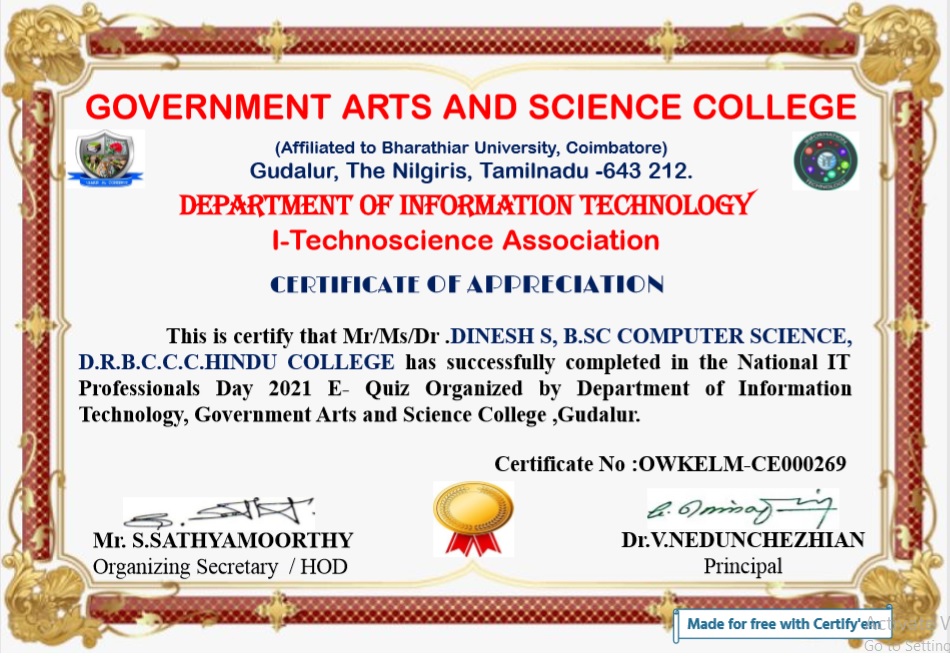 GOVERNMENT ARTS AND SCIENCE COLLEGE
(Affiliated to Bharathiar University, Coimbatore)
Gudalur, The Nilgiris, Tamilnadu -643 212.
DEPARTMENT OF INFORMATION TECHNOLOGY
I-Technoscience Association
CERTIFICATE OF APPRECIATION
This is certify that Mr/Ms/Dr .DINESH S, B.SC COMPUTER SCIENCE,
D.R.B.C.C.C.HINDU COLLEGE has successfully completed in the National IT
Professionals Day 2021 E- Quiz Organized by Department of Information
Technology, Government Arts and Science College ,Gudalur.
Certificate No :OWKELM-CE000269
Mr. S.SATHYAMOORTHY
Organizing Secretary / HOD
Dr.V.NEDUNCHEZHIAN
Principal
Made for free with Certify'em
Go to Setting